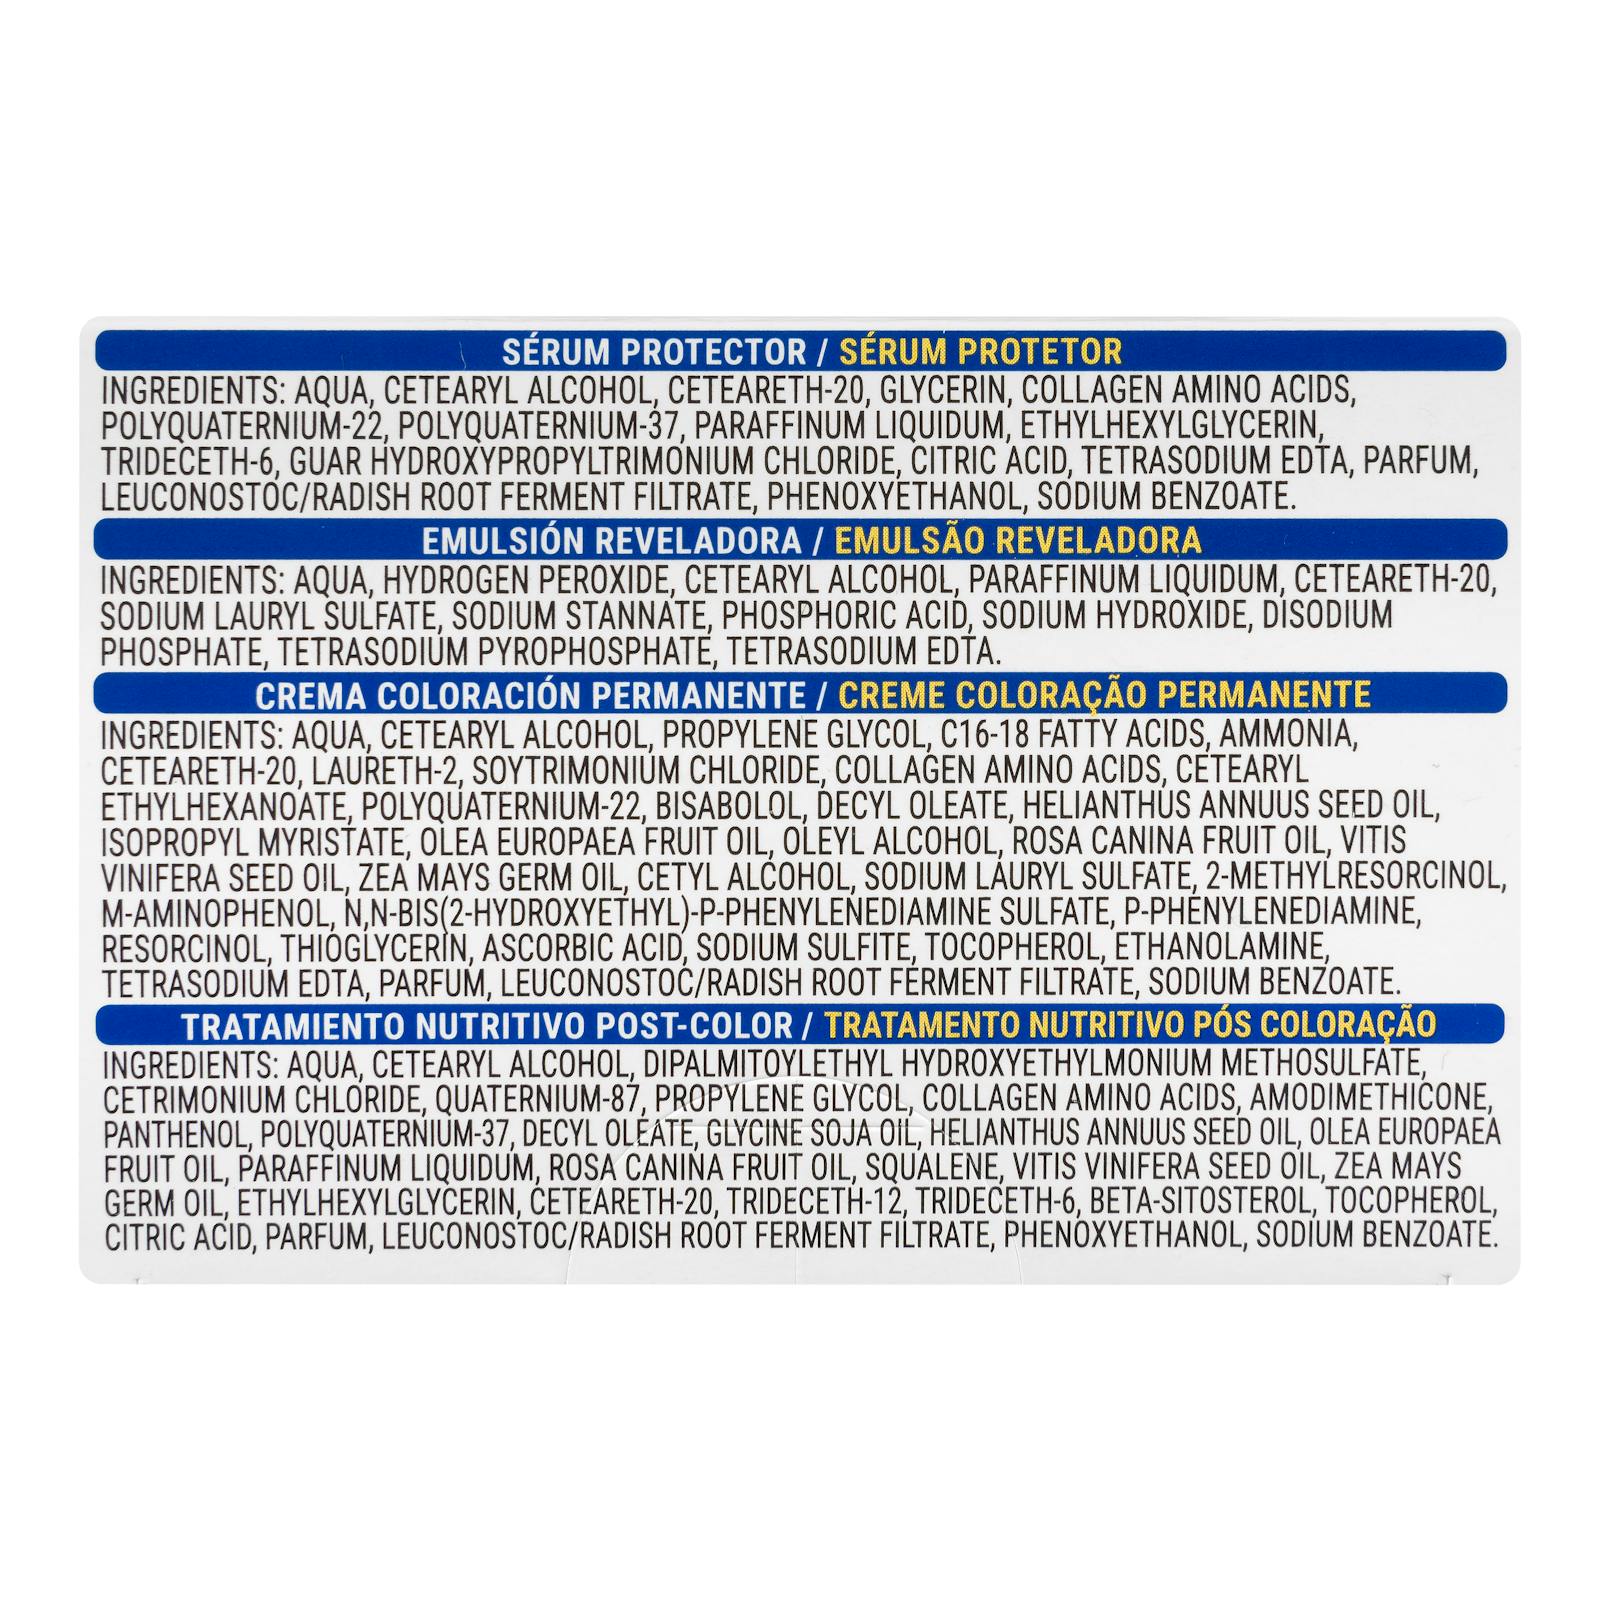 SÉRUM PROTECTOR / SÉRUM PROTETOR
INGREDIENTS: AQUA, CETEARYL ALCOHOL, CETEARETH-20, GLYCERIN, COLLAGEN AMINO ACIDS,
POLYQUATERNIUM-22, POLYQUATERNIUM-37, PARAFFINUM LIQUIDUM, ETHYLHEXYLGLYCERIN,
TRIDECETH-6, GUAR HYDROXYPROPYLTRIMONIUM CHLORIDE, CITRIC ACID, TETRASODIUM EDTA, PARFUM,
LEUCONOSTOC/RADISH ROOT FERMENT FILTRATE, PHENOXYETHANOL, SODIUM BENZOATE.
EMULSIÓN REVELADORA / EMULSÃO REVELADORA
INGREDIENTS: AQUA, HYDROGEN PEROXIDE, CETEARYL ALCOHOL, PARAFFINUM LIQUIDUM, CETEARETH-20,
SODIUM LAURYL SULFATE, SODIUM STANNATE, PHOSPHORIC ACID, SODIUM HYDROXIDE, DISODIUM
PHOSPHATE, TETRASODIUM PYROPHOSPHATE, TETRASODIUM EDTA.
CREMA COLORACIÓN PERMANENTE / CREME COLORAÇÃO PERMANENTE
INGREDIENTS: AQUA, CETEARYL ALCOHOL, PROPYLENE GLYCOL, C16-18 FATTY ACIDS, AMMONIA,
CETEARETH-20, LAURETH-2, SOYTRIMONIUM CHLORIDE, COLLAGEN AMINO ACIDS, CETEARYL
ETHYLHEXANOATE, POLYQUATERNIUM-22, BISABOLOL, DECYL OLEATE, HELIANTHUS ANNUUS SEED OIL,
ISOPROPYL MYRISTATE, OLEA EUROPAEA FRUIT OIL, OLEYL ALCOHOL, ROSA CANINA FRUIT OIL, VITIS
VINIFERA SEED OIL, ZEA MAYS GERM OIL, CETYL ALCOHOL, SODIUM LAURYL SULFATE, 2-METHYLRESORCINOL,
M-AMINOPHENOL, N,N-BIS(2-HYDROXYETHYL)-P-PHENYLENEDIAMINE SULFATE, P-PHENYLENEDIAMINE,
RESORCINOL, THIOGLYCERIN, ASCORBIC ACID, SODIUM SULFITE, TOCOPHEROL, ETHANOLAMINE,
TETRASODIUM EDTA, PARFUM, LEUCONOSTOC/RADISH ROOT FERMENT FILTRATE, SODIUM BENZOATE.
TRATAMIENTO NUTRITIVO POST-COLOR / TRATAMENTO NUTRITIVO PÓS COLORAÇÃO
INGREDIENTS: AQUA, CETEARYL ALCOHOL, DIPALMITOYLETHYL HYDROXYETHYLMONIUM METHOSULFATE,
CETRIMONIUM CHLORIDE, QUATERNIUM-87, PROPYLENE GLYCOL, COLLAGEN AMINO ACIDS, AMODIMETHICONE,
PANTHENOL, POLYQUATERNIUM-37, DECYL OLEATE, GLYCINE SOJA OIL, HELIANTHUS ANNUUS SEED OIL, OLEA EUROPAEA
FRUIT OIL, PARAFFINUM LIQUIDUM, ROSA CANINA FRUIT OIL, SQUALENE, VITIS VINIFERA SEED OIL, ZEA MAYS
GERM OIL, ETHYLHEXYLGLYCERIN, CETEARETH-20, TRIDECETH-12, TRIDECETH-6, BETA-SITOSTEROL, TOCOPHEROL,
CITRIC ACID, PARFUM, LEUCONOSTOC/RADISH ROOT FERMENT FILTRATE, PHENOXYETHANOL, SODIUM BENZOATE.